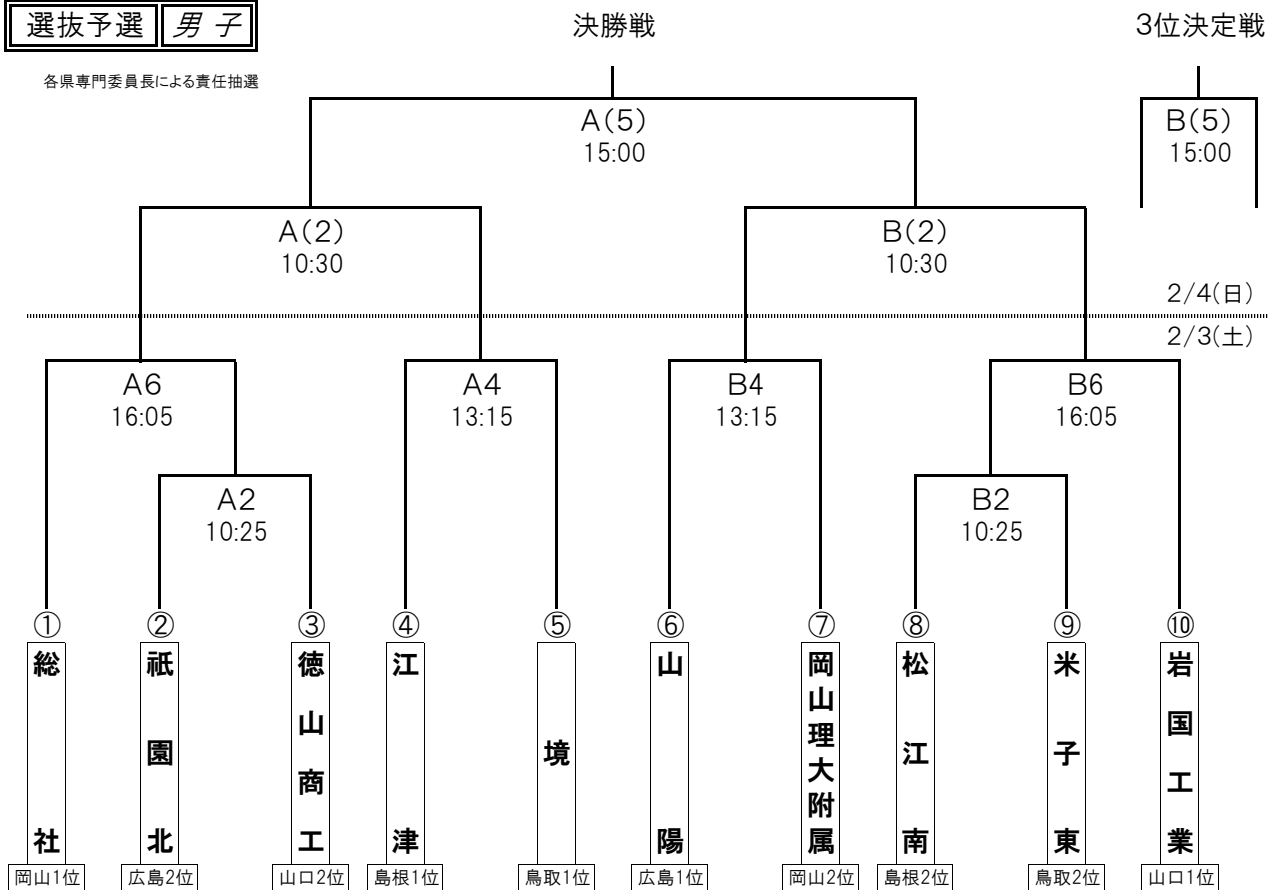 選抜予選 男 子
決勝戦
3位決定戦
各県専門委員長による責任抽選
A(5)
15:00
B(5)
15:00
A(2)
10:30
B(2)
10:30
2/4(日)
2/3(土)
A6
16:05
A4
13:15
B4
13:15
B6
16:05
A2
10:25
B2
10:25
① ② ③ ④ ⑤ ⑥ ⑦ ⑧ ⑨ ⑩
総社
祇園北
徳山商工
江津
境
山陽
岡山理大附属
松江南
米子東
岩国工業
岡山1位 広島2位 山口2位 島根1位 鳥取1位 広島1位 岡山2位 島根2位 鳥取2位 山口1位